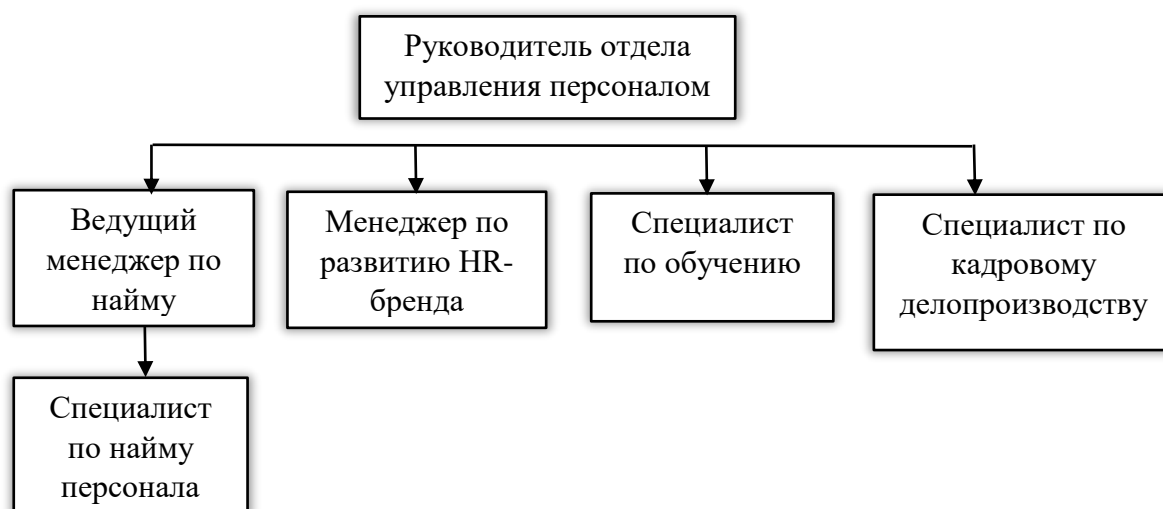 Руководитель отдела
управления персоналом
Ведущий
менеджер по
найму
Менеджер по
развитию HR-
бренда
Специалист
по обучению
Специалист по
кадровому
делопроизводству
Специалист
по найму
персонала